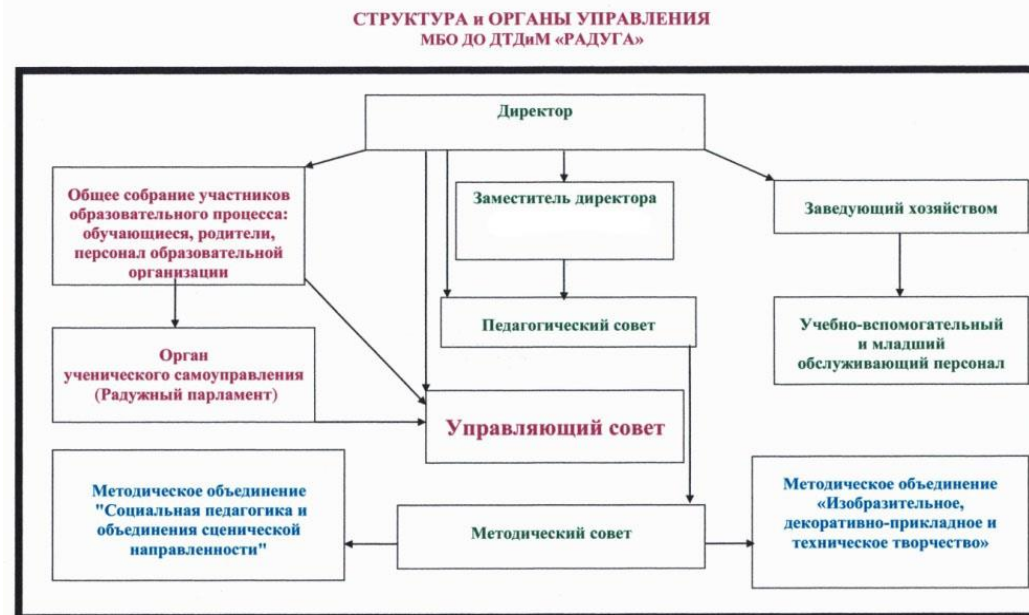 СТРУКТУРА и ОРГАНЫ УПРАВЛЕНИЯ
МБО ДО ДТДиМ «РАДУГА»
Директор
Общее собрание участников
образовательного процесса:
обучающиеся, родители,
персонал образовательной
организации
Заместитель директора
Заведующий хозяйством
Педагогический совет
Учебно-вспомогательный
и младший
обслуживающий персонал
Орган
ученического самоуправления
(Радужный парламент)
Управляющий совет
Методическое объединение
"Социальная педагогика и
объединения сценической
направленности"
Методический совет
Методическое объединение
«Изобразительное,
декоративно-прикладное и
техническое творчество»